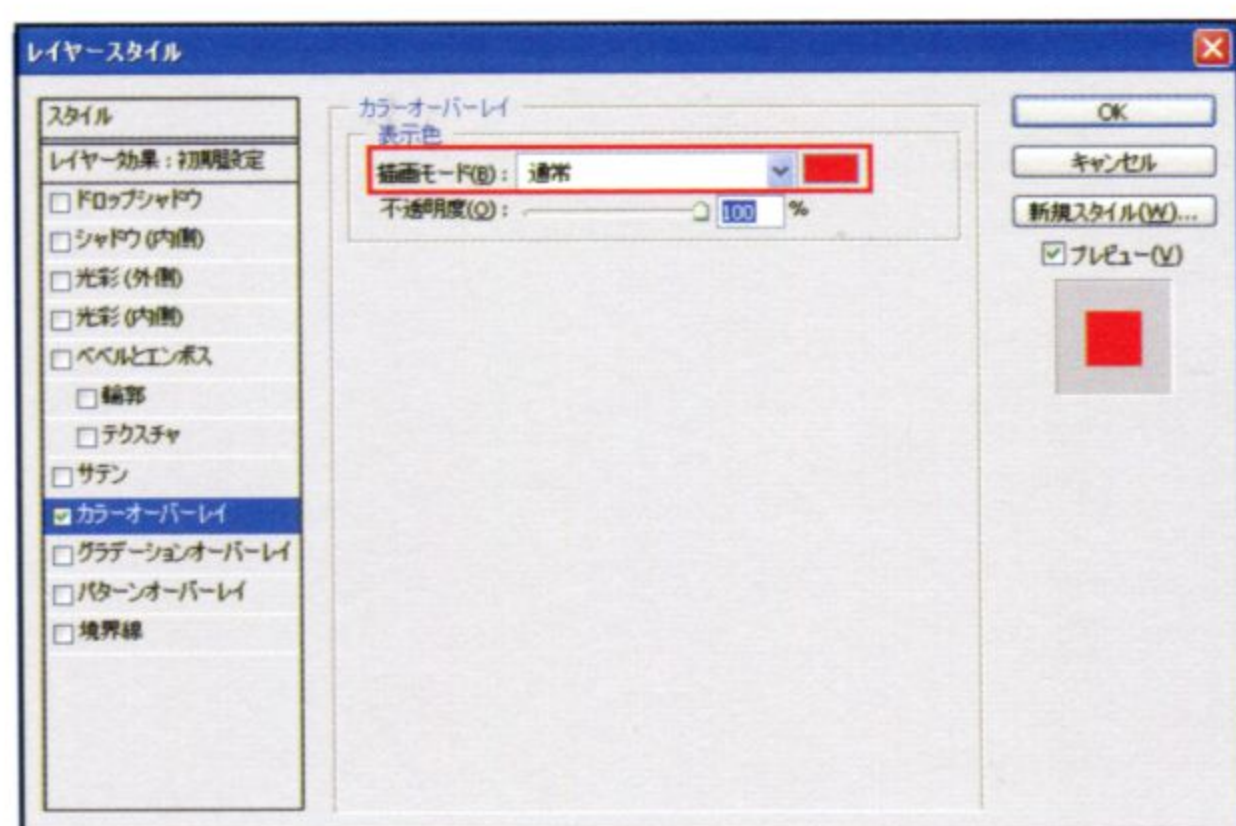 レイヤースタイル
スタイル
レイヤー効果：初期設定
ドロップシャドウ
シャドウ (内側)
光彩 (外側)
光彩 (内側)
ベベルとエンボス
輪郭
テクスチャ
サテン
カラーオーバーレイ
グラデーションオーバーレイ
パターンオーバーレイ
境界線
カラーオーバーレイ
表示色
描画モード(B)： 通常
不透明度(O)： 100 %
OK
キャンセル
新規スタイル(W)...
プレビュー(V)